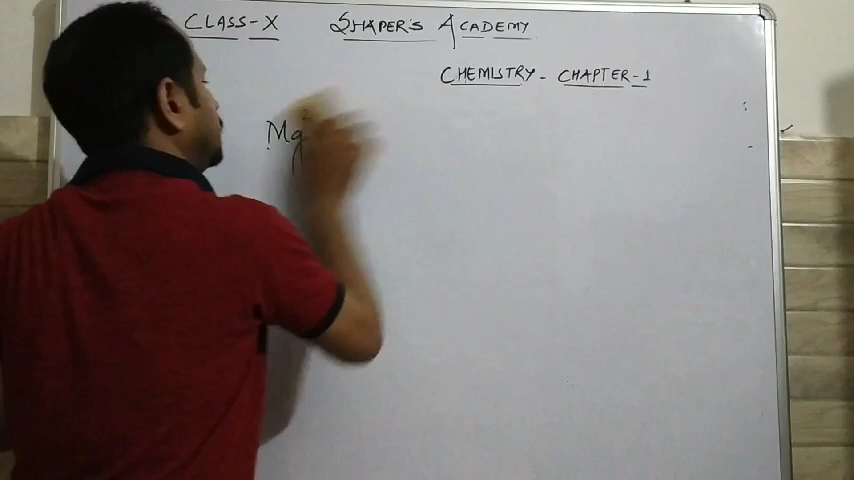 CLASS-X SHAPER'S ACADEMY
CHEMISTRY - CHAPTER-1
Mg